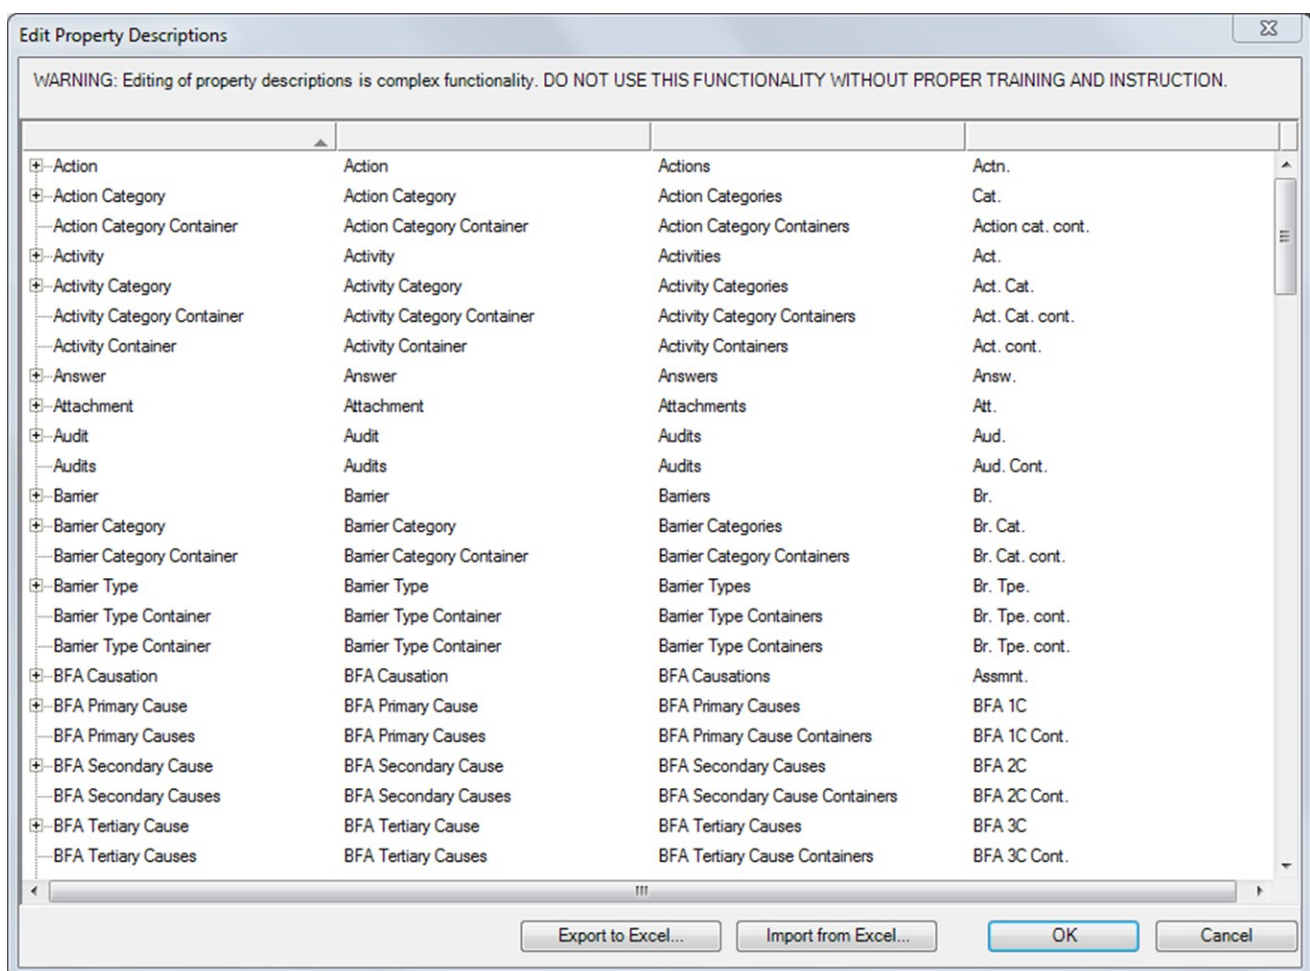 Edit Property Descriptions
WARNING: Editing of property descriptions is complex functionality. DO NOT USE THIS FUNCTIONALITY WITHOUT PROPER TRAINING AND INSTRUCTION.
Action Action Actions Actn.
Action Category Action Category Action Categories Cat.
Action Category Container Action Category Container Action Category Containers Action cat. cont.
Activity Activity Activities Act.
Activity Category Activity Category Activity Categories Act. Cat.
Activity Category Container Activity Category Container Activity Category Containers Act. Cat. cont.
Activity Container Activity Container Activity Containers Act. cont.
Answer Answer Answers Answ.
Attachment Attachment Attachments Att.
Audit Audit Audits Aud.
Audits Audits Audits Aud. Cont.
Barrier Barrier Barriers Br.
Barrier Category Barrier Category Barrier Categories Br. Cat.
Barrier Category Container Barrier Category Container Barrier Category Containers Br. Cat. cont.
Barrier Type Barrier Type Barrier Types Br. Tpe.
Barrier Type Container Barrier Type Container Barrier Type Containers Br. Tpe. cont.
Barrier Type Container Barrier Type Container Barrier Type Containers Br. Tpe. cont.
BFA Causation BFA Causation BFA Causations Assmnt.
BFA Primary Cause BFA Primary Cause BFA Primary Causes BFA 1C
BFA Primary Causes BFA Primary Causes BFA Primary Cause Containers BFA 1C Cont.
BFA Secondary Cause BFA Secondary Cause BFA Secondary Causes BFA 2C
BFA Secondary Causes BFA Secondary Causes BFA Secondary Cause Containers BFA 2C Cont.
BFA Tertiary Cause BFA Tertiary Cause BFA Tertiary Causes BFA 3C
BFA Tertiary Causes BFA Tertiary Causes BFA Tertiary Cause Containers BFA 3C Cont.
Export to Excel... Import from Excel... OK Cancel